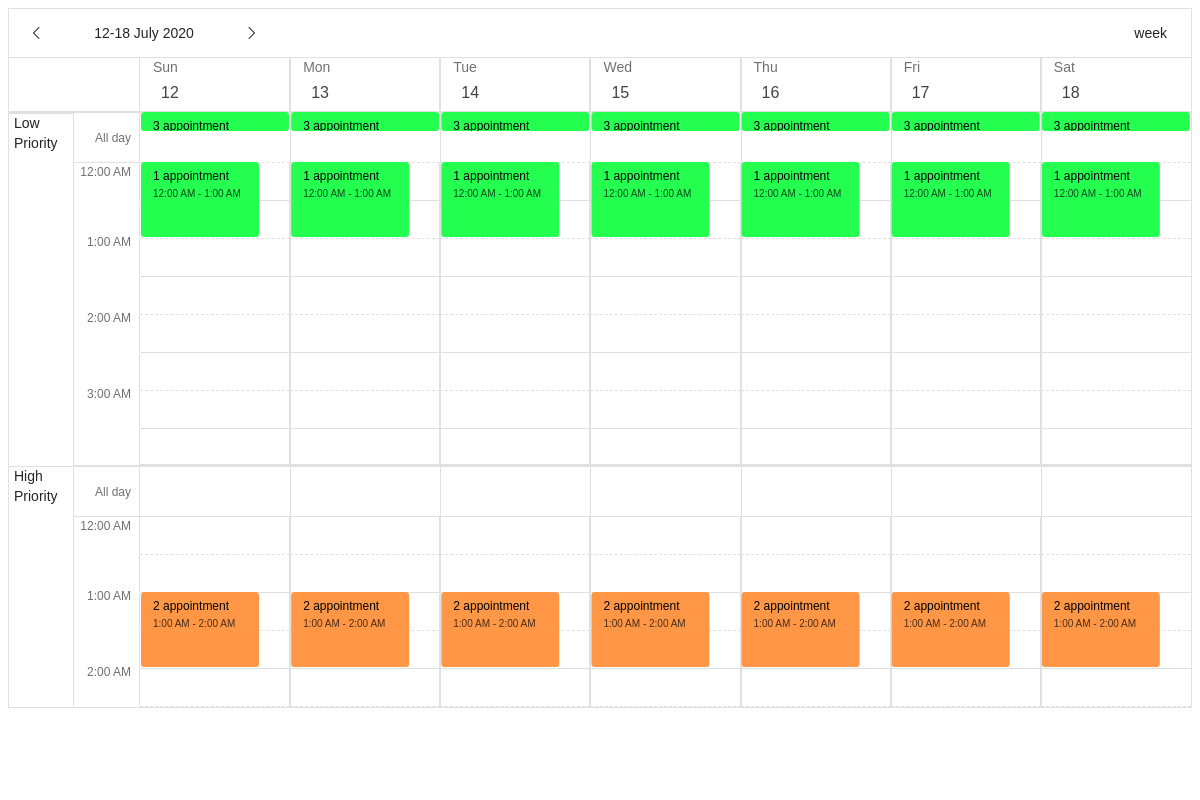 12-18 July 2020 week
Sun Mon Tue Wed Thu Fri Sat
12 13 14 15 16 17 18
Low
Priority
All day
3 appointment 3 appointment 3 appointment 3 appointment 3 appointment 3 appointment 3 appointment
12:00 AM
1 appointment 1 appointment 1 appointment 1 appointment 1 appointment 1 appointment 1 appointment
12:00 AM - 1:00 AM 12:00 AM - 1:00 AM 12:00 AM - 1:00 AM 12:00 AM - 1:00 AM 12:00 AM - 1:00 AM 12:00 AM - 1:00 AM 12:00 AM - 1:00 AM
1:00 AM
2:00 AM
3:00 AM
High
Priority
All day
12:00 AM
1:00 AM
2 appointment 2 appointment 2 appointment 2 appointment 2 appointment 2 appointment 2 appointment
1:00 AM - 2:00 AM 1:00 AM - 2:00 AM 1:00 AM - 2:00 AM 1:00 AM - 2:00 AM 1:00 AM - 2:00 AM 1:00 AM - 2:00 AM 1:00 AM - 2:00 AM
2:00 AM